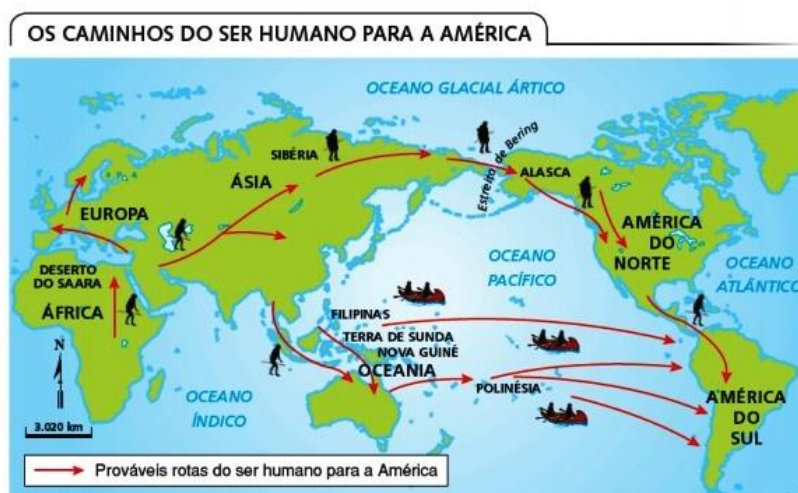 OS CAMINHOS DO SER HUMANO PARA A AMÉRICA
OCEANO GLACIAL ÁRTICO
SIBÉRIA
Estreito de Bering
ALASCA
ÁSIA
EUROPA
AMÉRICA
DO
NORTE
OCEANO
PACÍFICO
OCEANO
ATLÂNTICO
DESERTO
DO SAARA
ÁFRICA
FILIPINAS
TERRA DE SUNDA
NOVA GUINÉ
OCEANIA
POLINÉSIA
N
OCEANO
ÍNDICO
AMÉRICA
DO
SUL
3.020 km
Prováveis rotas do ser humano para a América